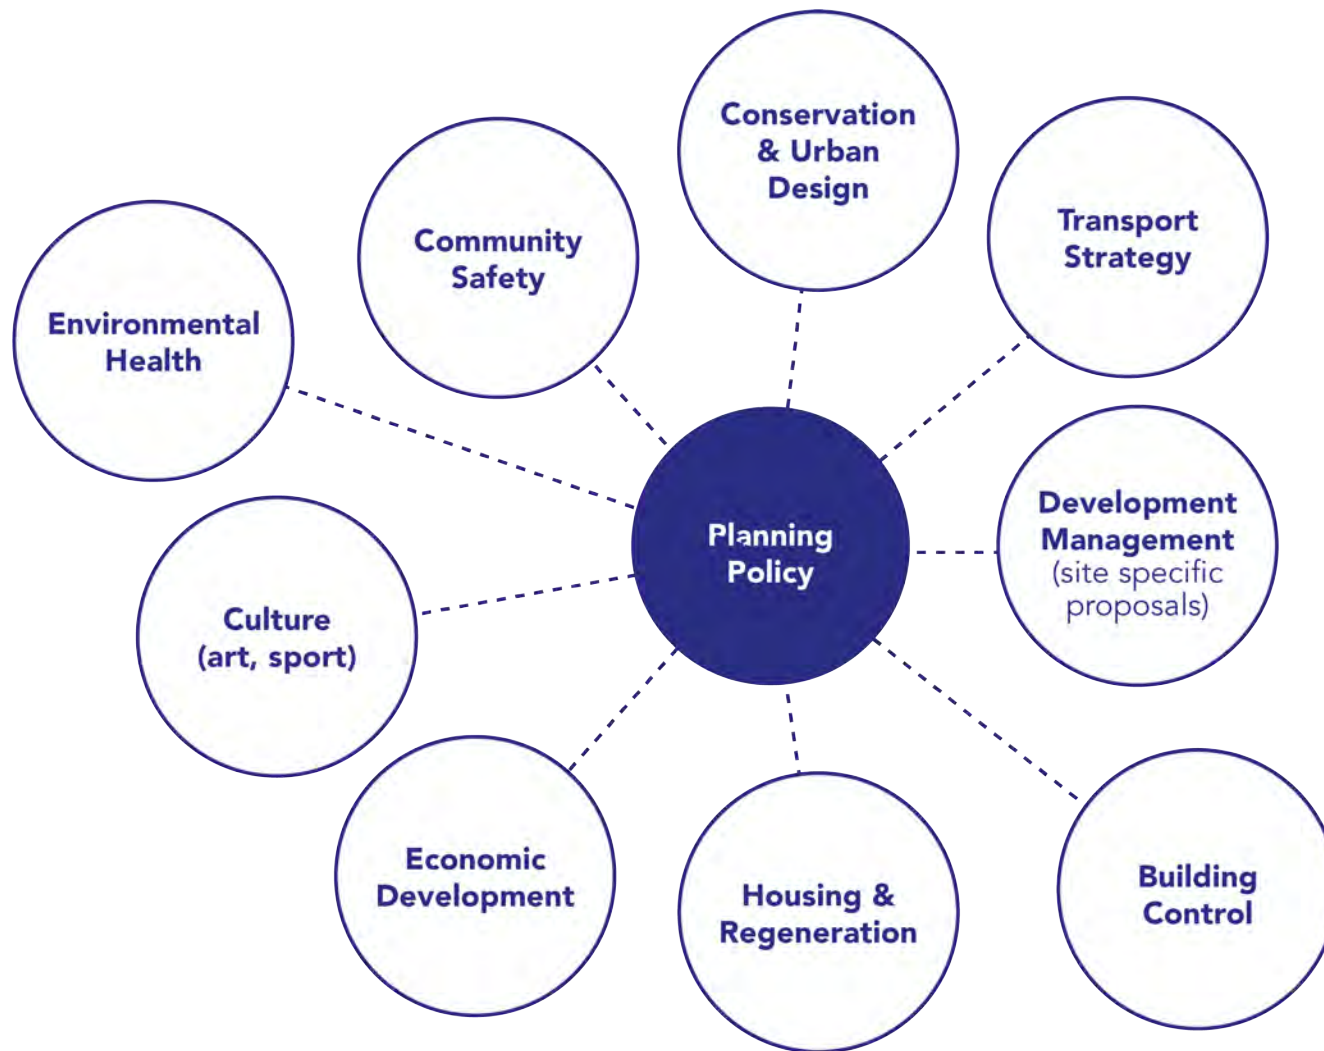 Conservation
& Urban
Design
Transport
Strategy
Community
Safety
Environmental
Health
Development
Management
(site specific
proposals)
Planning
Policy
Culture
(art, sport)
Economic
Development
Housing &
Regeneration
Building
Control